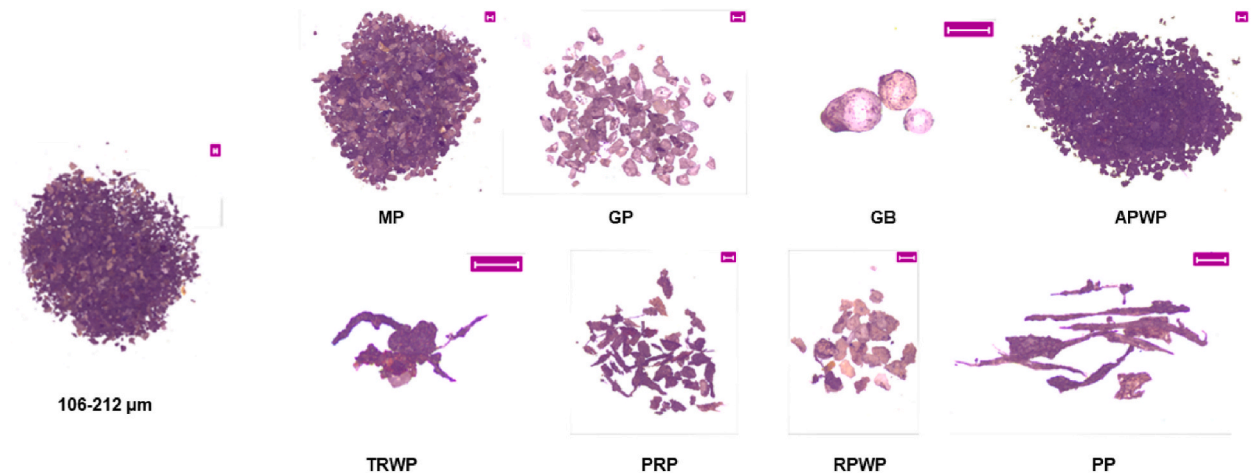 MP
GP
GB
APWP
106-212 μm
TRWP
PRP
RPWP
PP